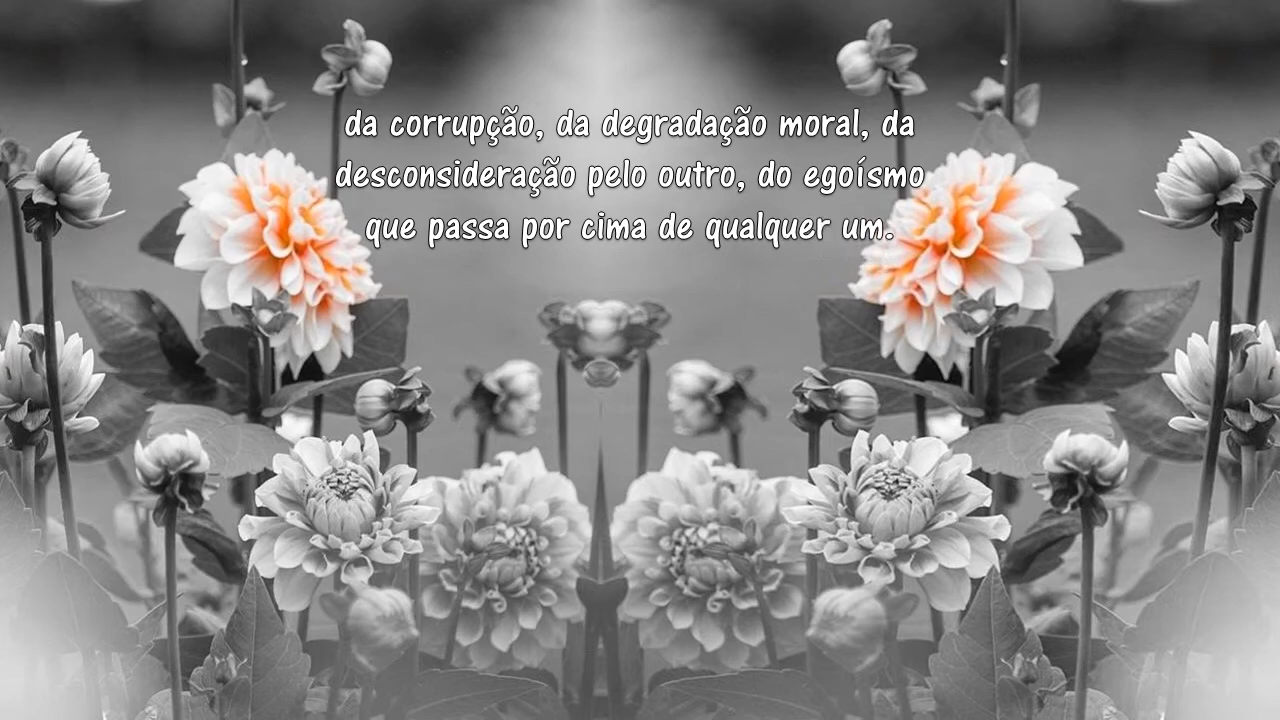 da corrupção, da degradação moral, da
desconsideração pelo outro, do egoísmo
que passa por cima de qualquer um.